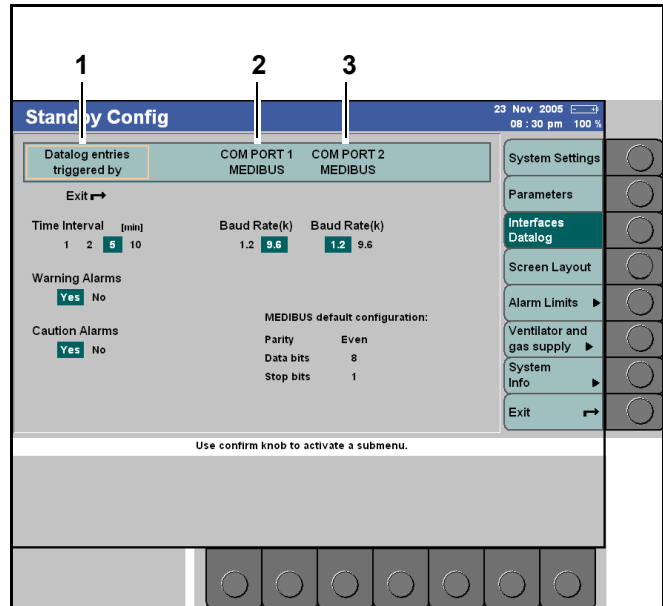 1 2 3
Standby Config
23 Nov 2005
08 : 30 pm 100 %
Datalog entries
triggered by
COM PORT 1
MEDIBUS
COM PORT 2
MEDIBUS
Exit
Time Interval [min]
1 2 5 10
Warning Alarms
Yes No
Caution Alarms
Yes No
Baud Rate(k) Baud Rate(k)
1.2 9.6 1.2 9.6
MEDIBUS default configuration:
Parity Even
Data bits 8
Stop bits 1
System Settings
Parameters
Interfaces
Datalog
Screen Layout
Alarm Limits
Ventilator and
gas supply
System
Info
Exit
Use confirm knob to activate a submenu.